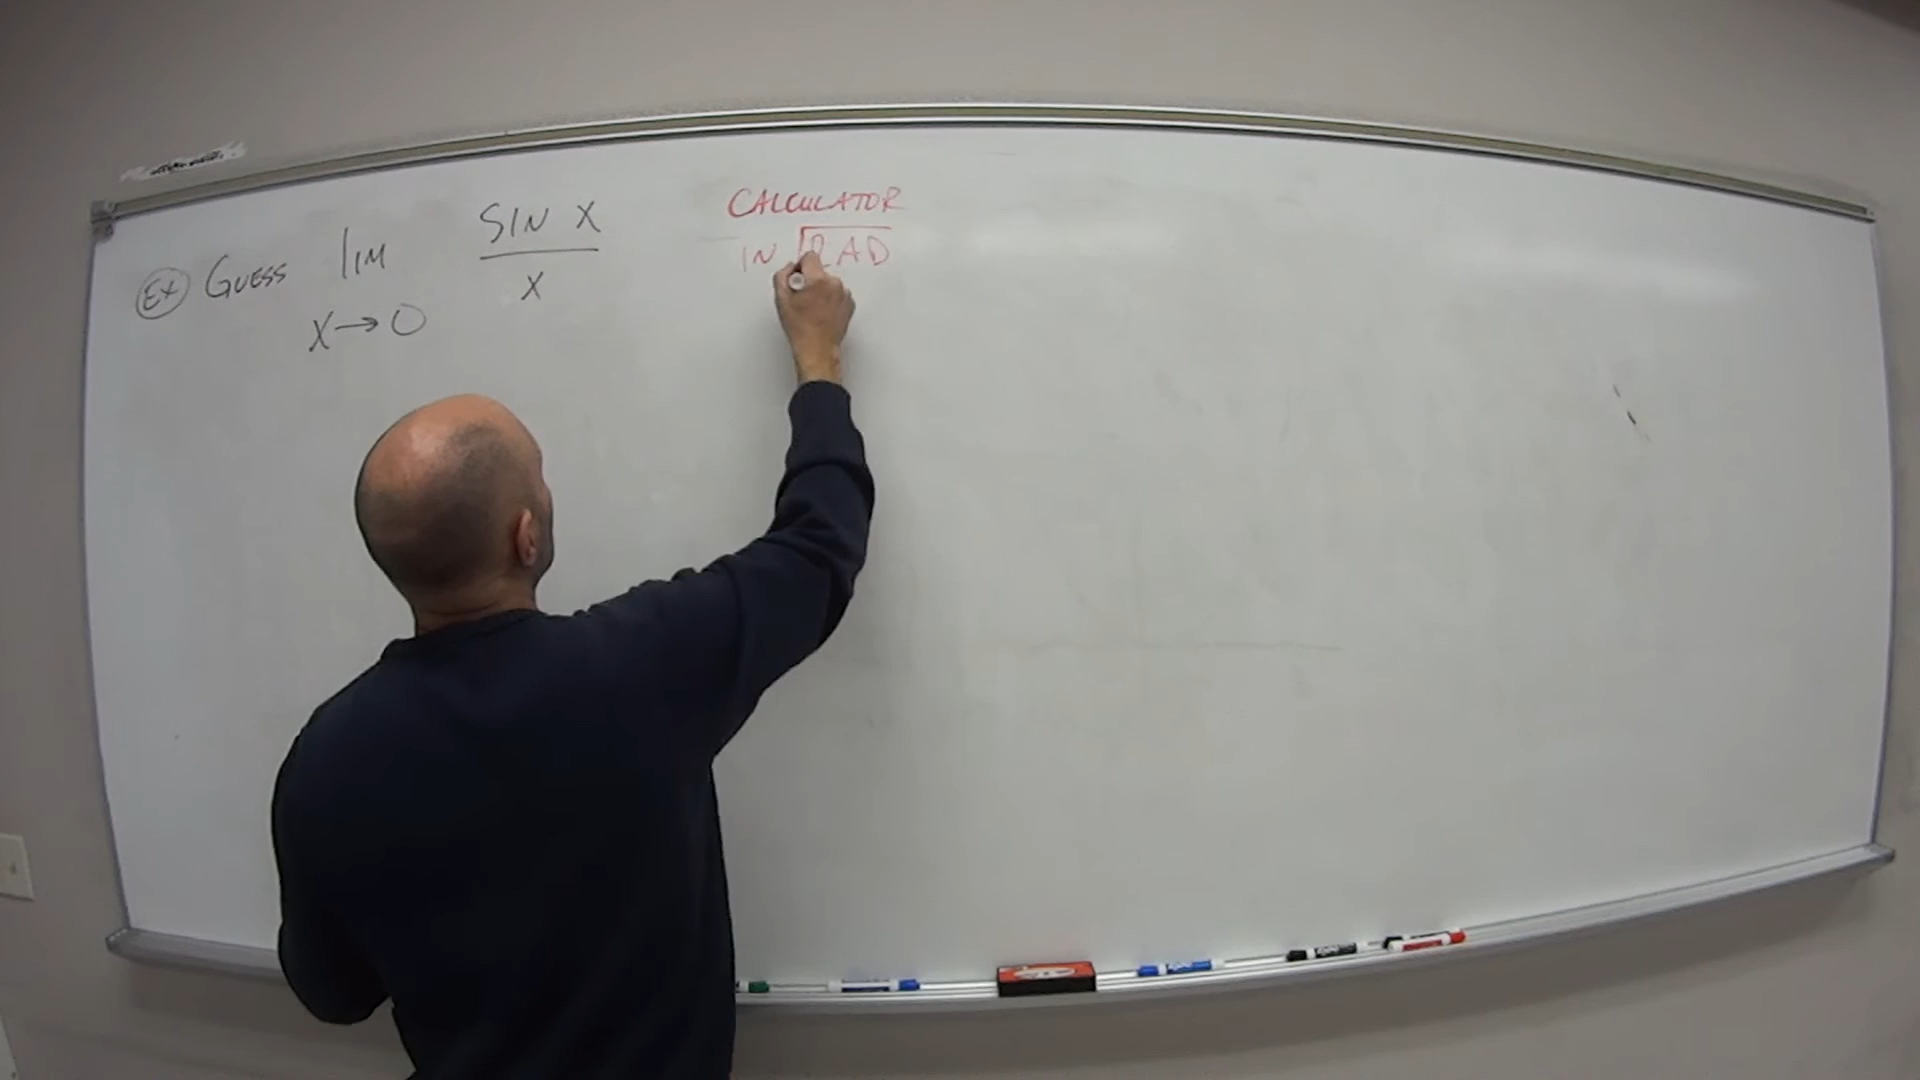 EX GUESS lim x→0 SIN X / x
CALCULATOR
IN RAD